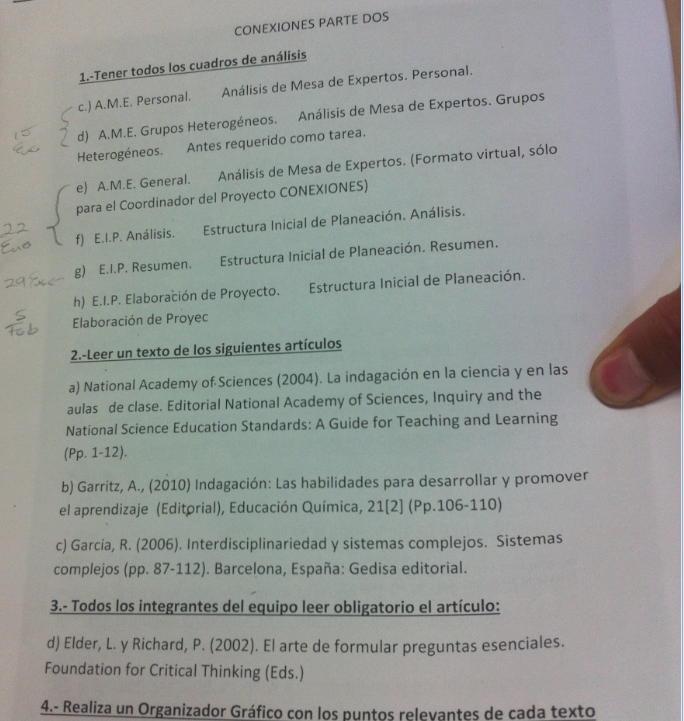 CONEXIONES PARTE DOS
1.-Tener todos los cuadros de análisis
c.) A.M.E. Personal. Análisis de Mesa de Expertos. Personal.
d) A.M.E. Grupos Heterogéneos. Análisis de Mesa de Expertos. Grupos
15
Ene
Heterogéneos. Antes requerido como tarea.
e) A.M.E. General. Análisis de Mesa de Expertos. (Formato virtual, sólo
para el Coordinador del Proyecto CONEXIONES)
22
Ene
f) E.I.P. Análisis. Estructura Inicial de Planeación. Análisis.
29 Ene
g) E.I.P. Resumen. Estructura Inicial de Planeación. Resumen.
h) E.I.P. Elaboración de Proyecto. Estructura Inicial de Planeación.
5
Feb
Elaboración de Proyec
2.-Leer un texto de los siguientes artículos
a) National Academy of Sciences (2004). La indagación en la ciencia y en las
aulas de clase. Editorial National Academy of Sciences, Inquiry and the
National Science Education Standards: A Guide for Teaching and Learning
(Pp. 1-12).
b) Garritz, A., (2010) Indagación: Las habilidades para desarrollar y promover
el aprendizaje (Editorial), Educación Química, 21[2] (Pp.106-110)
c) García, R. (2006). Interdisciplinariedad y sistemas complejos. Sistemas
complejos (pp. 87-112). Barcelona, España: Gedisa editorial.
3.- Todos los integrantes del equipo leer obligatorio el artículo:
d) Elder, L. y Richard, P. (2002). El arte de formular preguntas esenciales.
Foundation for Critical Thinking (Eds.)
4.- Realiza un Organizador Gráfico con los puntos relevantes de cada texto